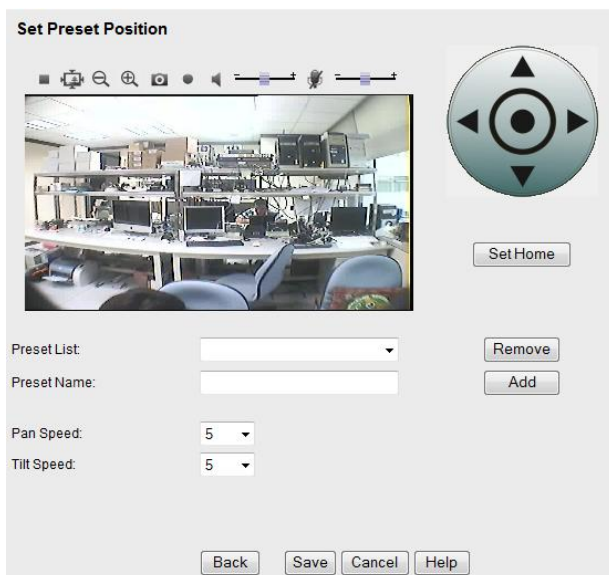 Set Preset Position
Set Home
Preset List:
Remove
Preset Name:
Add
Pan Speed:
5
Tilt Speed:
5
Back Save Cancel Help